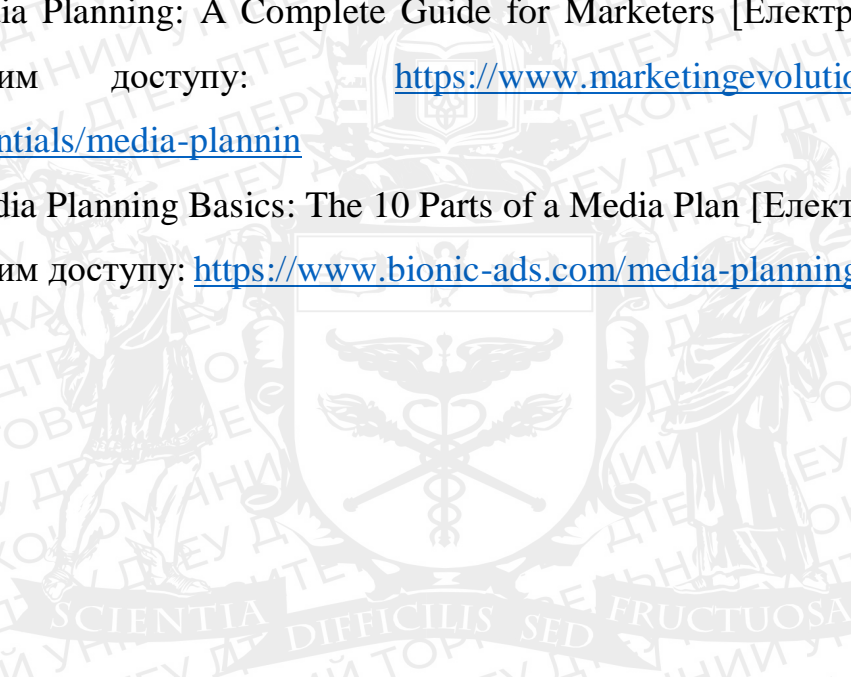 ia Planning: A Complete Guide for Marketers [Електр
им доступу: https://www.marketingevolutio
ntials/media-plannin
dia Planning Basics: The 10 Parts of a Media Plan [Елект
им доступу: https://www.bionic-ads.com/media-planning
SCIENTIA DIFFICILIS SED FRUCTUOSA